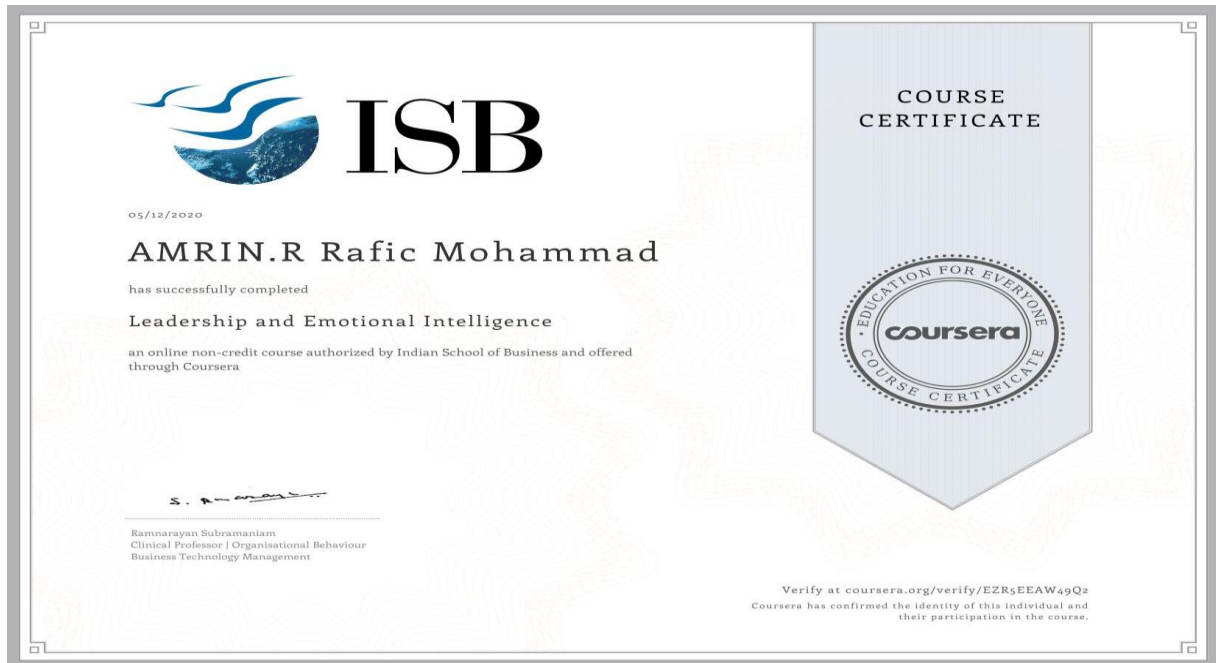 ISB
05/12/2020
AMRIN.R Rafic Mohammad
has successfully completed
Leadership and Emotional Intelligence
an online non-credit course authorized by Indian School of Business and offered
through Coursera
S.
Ramnarayan Subramaniam
Clinical Professor | Organisational Behaviour
Business Technology Management
COURSE
CERTIFICATE
EDUCATION FOR EVERYONE
coursera
COURSE CERTIFICATE
Verify at coursera.org/verify/EZR5EEAW49Q2
Coursera has confirmed the identity of this individual and
their participation in the course.